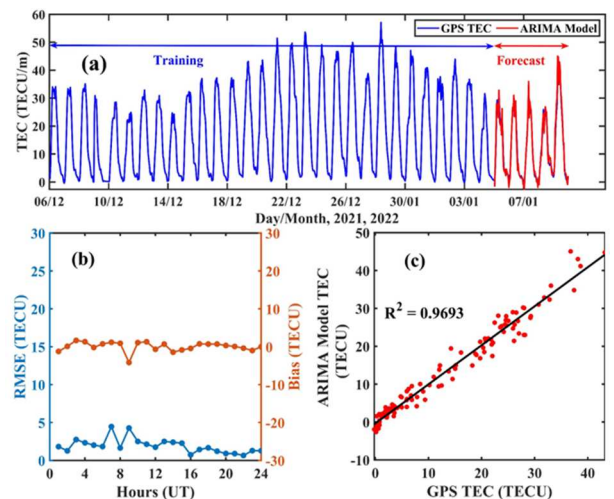 GPS TEC ARIMA Model
60
50
40
30
20
10
0
TEC (TECU/m)
(a)
Training
Forecast
06/12 10/12 14/12 18/12 22/12 26/12 30/01 03/01 07/01
Day/Month, 2021, 2022
30
25
20
15
10
5
0
RMSE (TECU)
(b)
30
20
10
0
-10
-20
-30
Bias (TECU)
0 4 8 12 16 20 24
Hours (UT)
50
40
30
20
10
0
-10
ARIMA Model TEC
(TECU)
(c)
R² = 0.9693
0 10 20 30 40
GPS TEC (TECU)